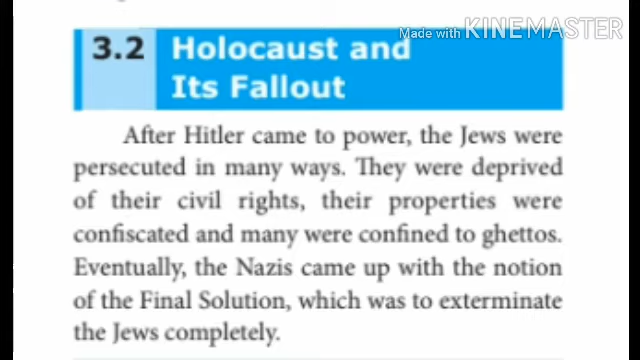 Made with KINEMASTER
3.2 Holocaust and
Its Fallout
After Hitler came to power, the Jews were
persecuted in many ways. They were deprived
of their civil rights, their properties were
confiscated and many were confined to ghettos.
Eventually, the Nazis came up with the notion
of the Final Solution, which was to exterminate
the Jews completely.